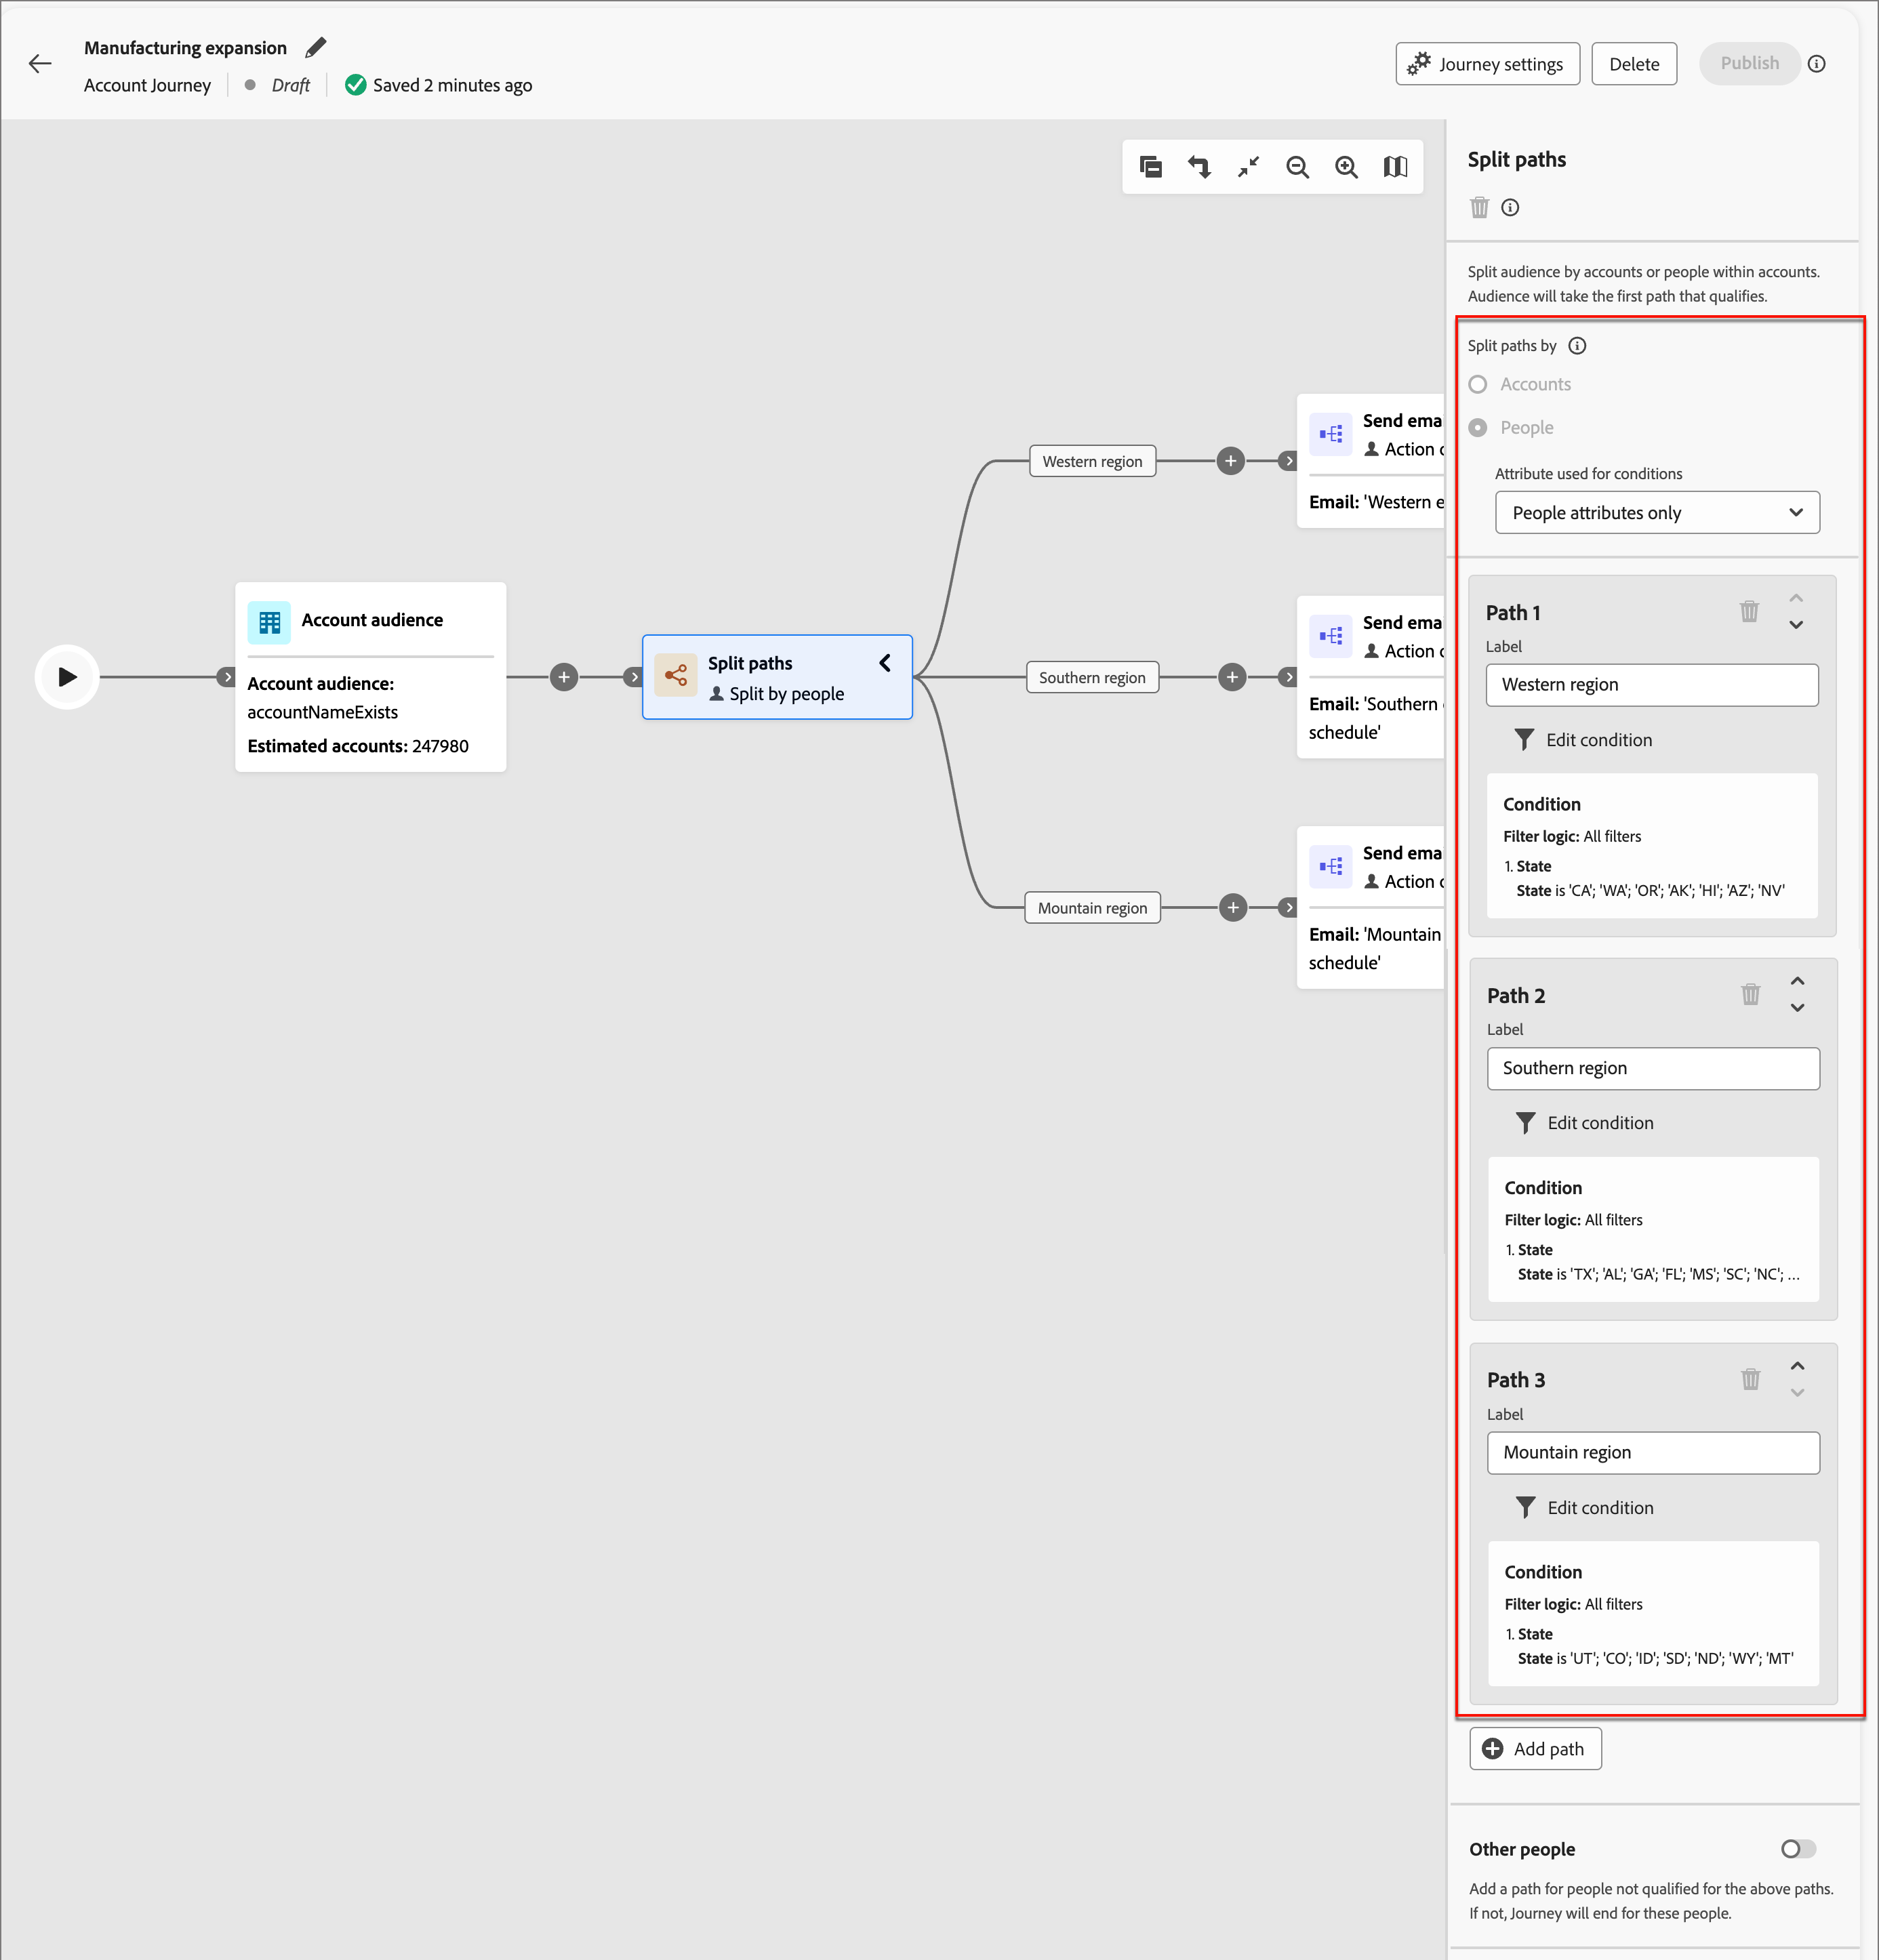 Manufacturing expansion
Account Journey
Draft
Saved 2 minutes ago
Journey settings
Delete
Publish
Account audience
Account audience:
accountNameExists
Estimated accounts: 247980
Split paths
Split by people
Western region
Southern region
Mountain region
Send ema
Action
Email: 'Western e
Send ema
Action
Email: 'Southern
schedule'
Send ema
Action
Email: 'Mountain
schedule'
Split paths
Split audience by accounts or people within accounts.
Audience will take the first path that qualifies.
Split paths by
Accounts
People
Attribute used for conditions
People attributes only
Path 1
Label
Western region
Edit condition
Condition
Filter logic: All filters
1. State
State is 'CA'; 'WA'; 'OR'; 'AK'; 'HI'; 'AZ'; 'NV'
Path 2
Label
Southern region
Edit condition
Condition
Filter logic: All filters
1. State
State is 'TX'; 'AL'; 'GA'; 'FL'; 'MS'; 'SC'; 'NC'; ...
Path 3
Label
Mountain region
Edit condition
Condition
Filter logic: All filters
1. State
State is 'UT'; 'CO'; 'ID'; 'SD'; 'ND'; 'WY'; 'MT'
Add path
Other people
Add a path for people not qualified for the above paths.
If not, Journey will end for these people.